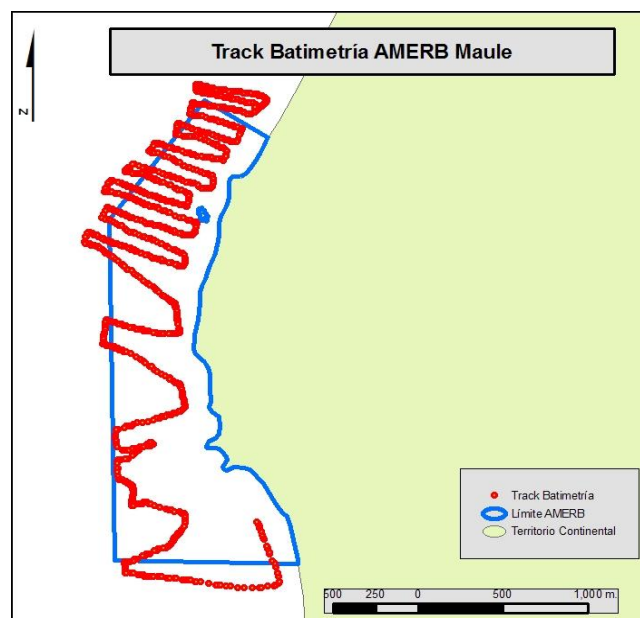 Track Batimetría AMERB Maule
N
Track Batimetría
Límite AMERB
Territorio Continental
500 250 0 500 1,000 m.